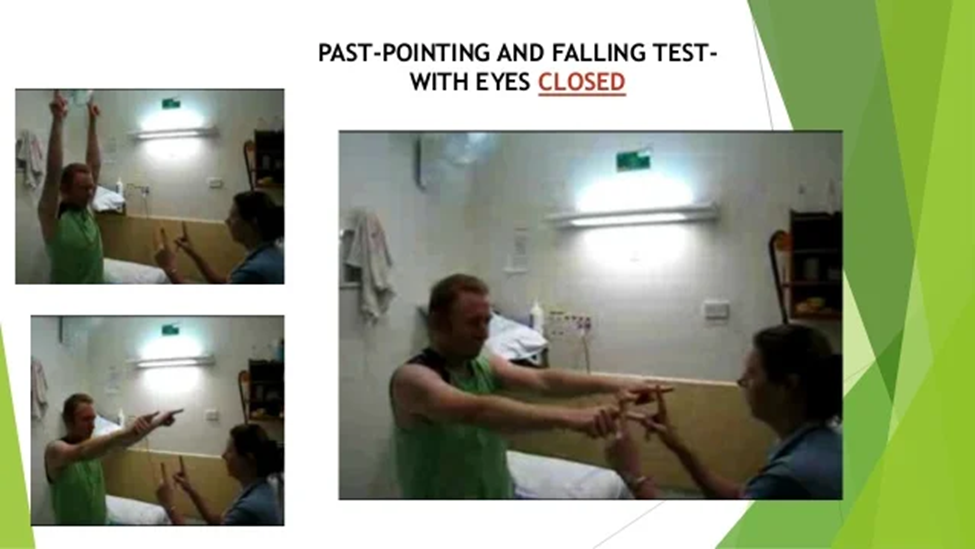 PAST-POINTING AND FALLING TEST-
WITH EYES CLOSED